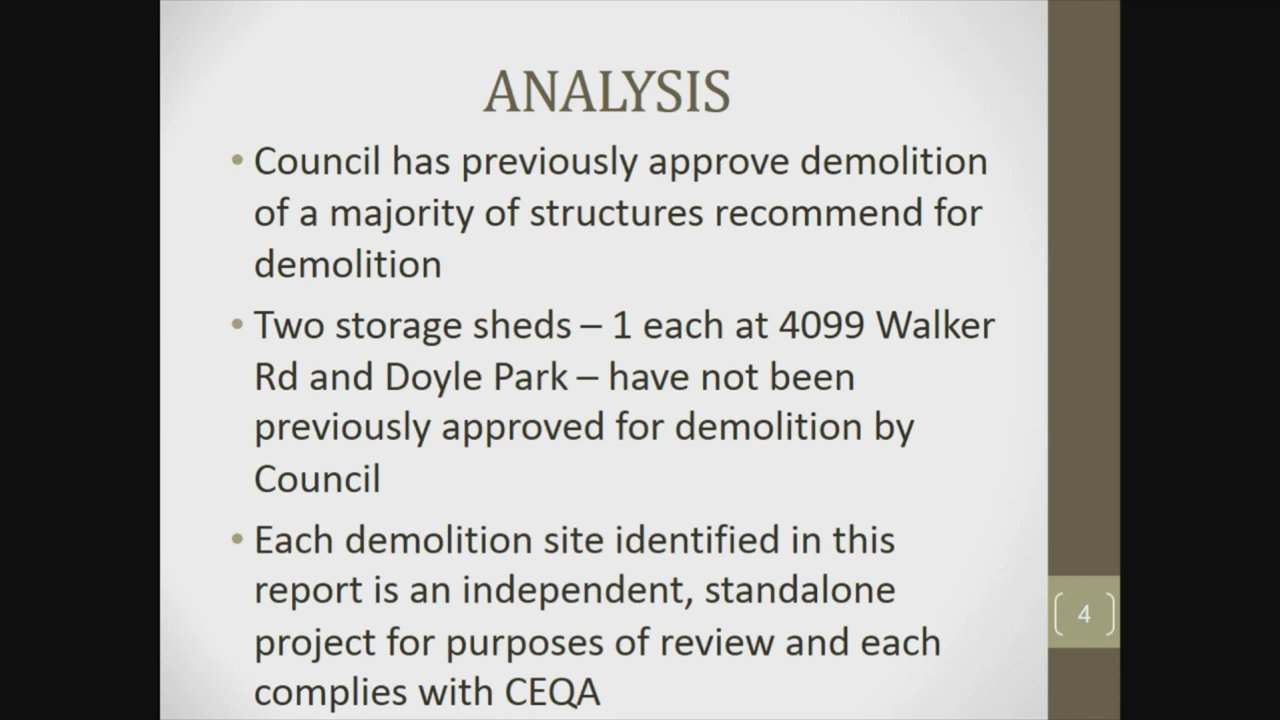 ANALYSIS
• Council has previously approve demolition
of a majority of structures recommend for
demolition
• Two storage sheds – 1 each at 4099 Walker
Rd and Doyle Park – have not been
previously approved for demolition by
Council
• Each demolition site identified in this
report is an independent, standalone
project for purposes of review and each
complies with CEQA
4